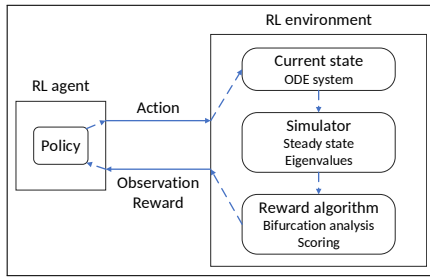 RL environment
Current state
ODE system
RL agent
Action
Simulator
Steady state
Eigenvalues
Policy
Observation
Reward
Reward algorithm
Bifurcation analysis
Scoring